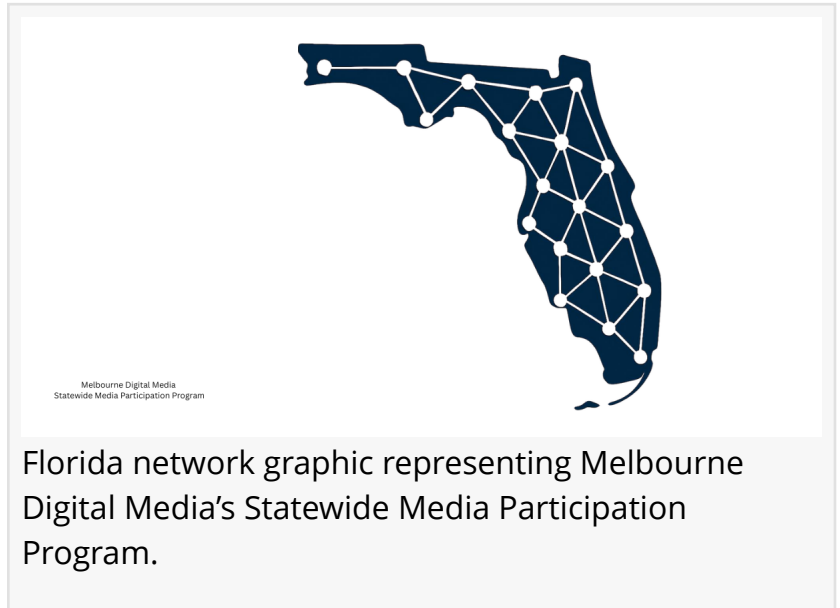 Melbourne Digital Media
Statewide Media Participation Program
Florida network graphic representing Melbourne
Digital Media’s Statewide Media Participation
Program.